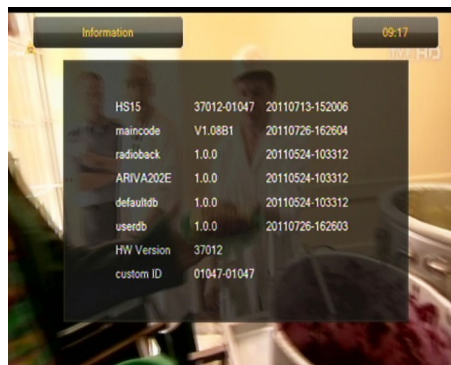 Information 09:17
HS15 37012-01047 20110713-152006
maincode V1.08B1 20110726-162604
radioback 1.0.0 20110524-103312
ARIVA202E 1.0.0 20110524-103312
defaultdb 1.0.0 20110524-103312
userdb 1.0.0 20110726-162603
HW Version 37012
custom ID 01047-01047